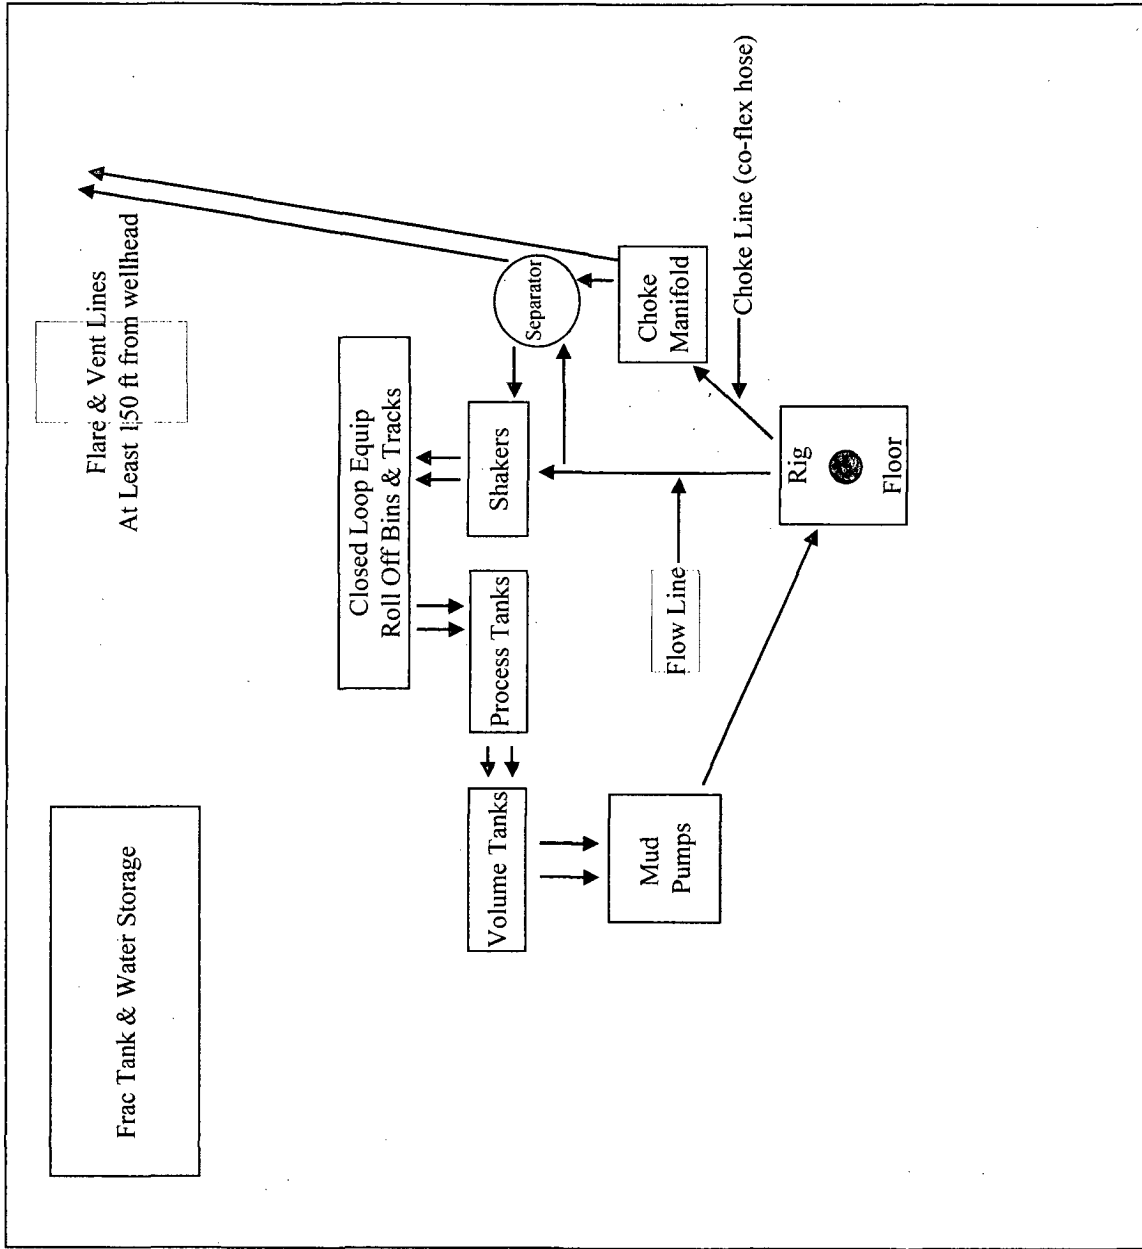 Flare & Vent Lines
At Least 150 ft from wellhead
Frac Tank & Water Storage
Closed Loop Equip
Roll Off Bins & Tracks
Separator
Shakers
Process Tanks
Volume Tanks
Choke
Manifold
Choke Line (co-flex hose)
Flow Line
Mud
Pumps
Rig
Floor